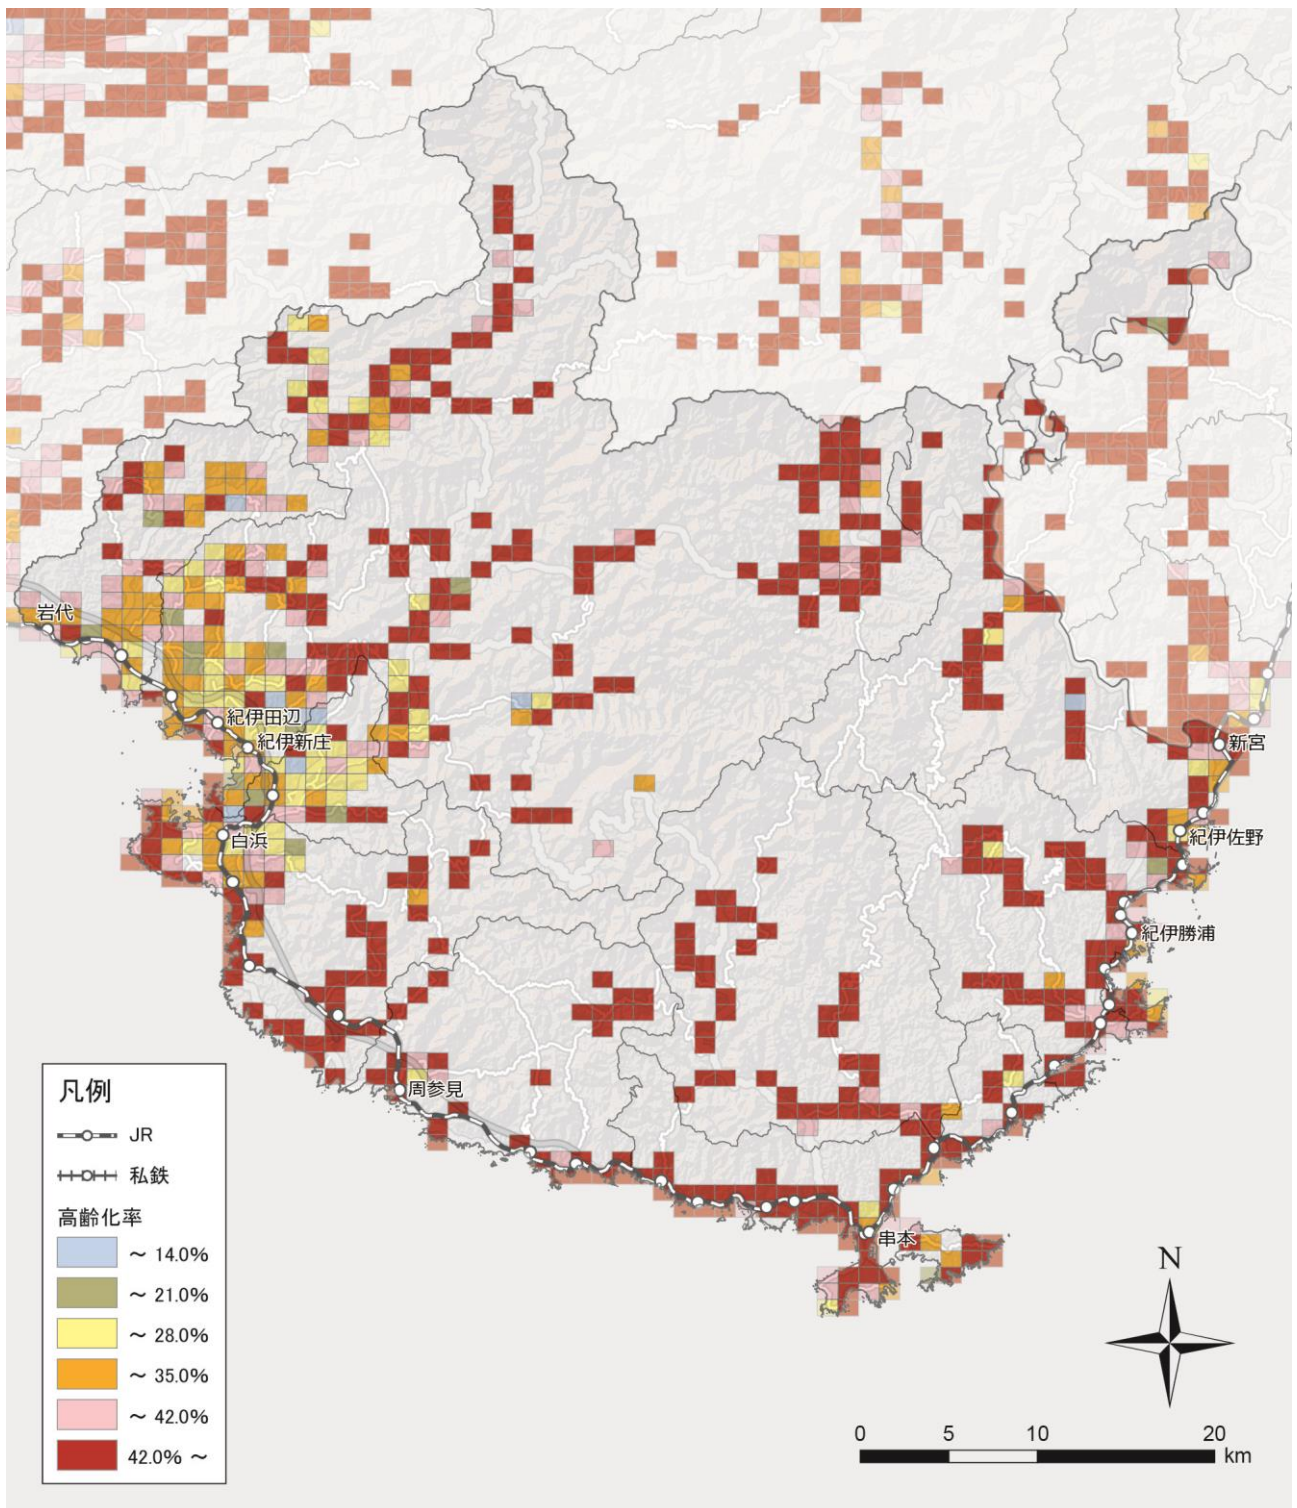 岩代
紀伊田辺
紀伊新庄
新宮
白浜
紀伊佐野
紀伊勝浦
周参見
串本
凡例
JR
私鉄
高齢化率
～ 14.0%
～ 21.0%
～ 28.0%
～ 35.0%
～ 42.0%
42.0% ～
N
0 5 10 20
km